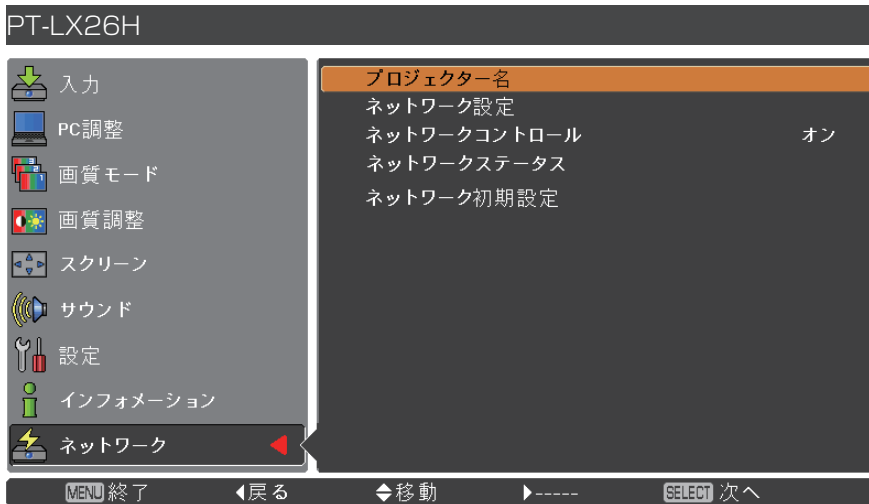 PT-LX26H
入力
PC調整
画質モード
画質調整
スクリーン
サウンド
設定
インフォメーション
ネットワーク
プロジェクター名
ネットワーク設定
ネットワークコントロール オン
ネットワークステータス
ネットワーク初期設定
MENU 終了 ◀戻る ◆移動 ▶----- SELECT 次へ